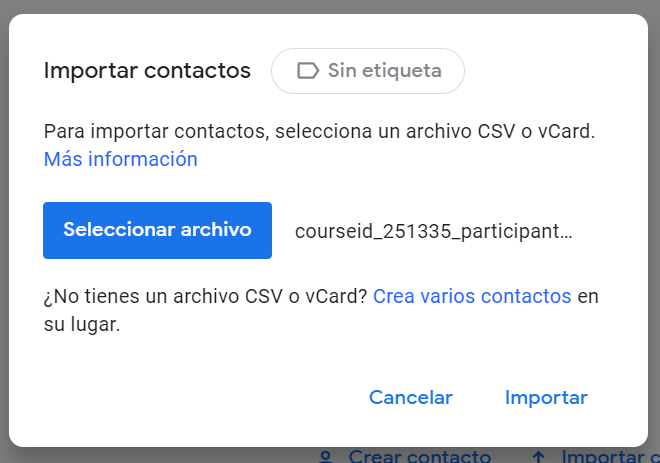 Importar contactos
Sin etiqueta
Para importar contactos, selecciona un archivo CSV o vCard.
Más información
Seleccionar archivo
courseid_251335_participant...
¿No tienes un archivo CSV o vCard? Crea varios contactos en
su lugar.
Cancelar
Importar
Crear contacto
Importar c